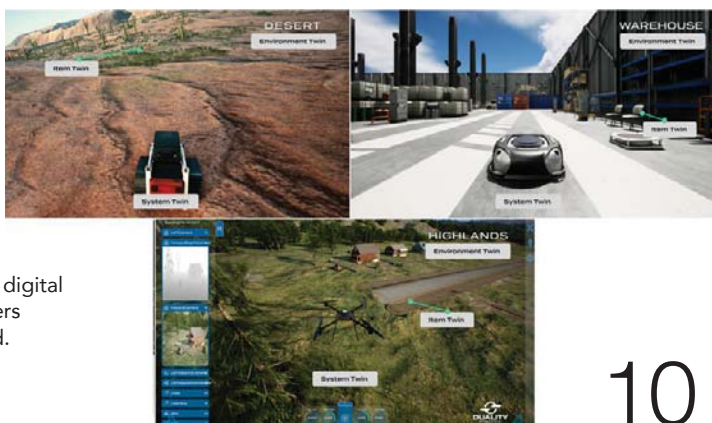 DESERT
Environment Twin
Item Twin
System Twin
WAREHOUSE
Environment Twin
Item Twin
System Twin
HIGHLANDS
Environment Twin
Item Twin
System Twin
DUALITY
digital
ers
d.
10